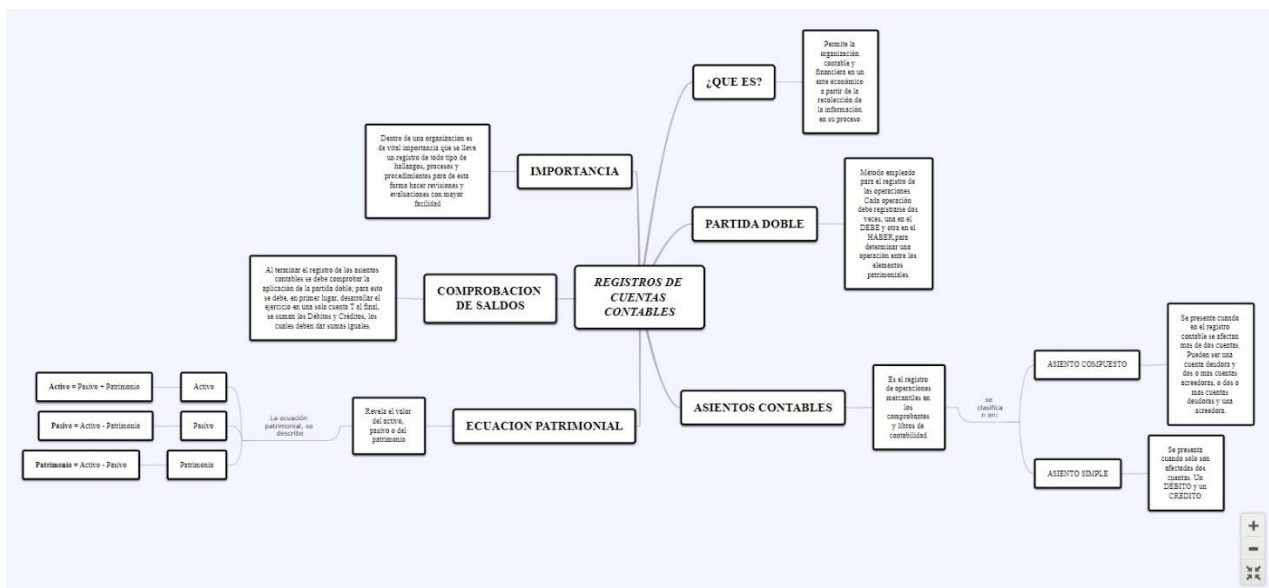 REGISTROS DE
CUENTAS
CONTABLES
¿QUE ES?
Permite la
organización
contable y
financiera en un
ente económico
a partir de la
recolección de
la información
en su proceso.
PARTIDA DOBLE
Método empleado
para el registro de
las operaciones.
Cada operación
debe registrarse dos
veces, una en el
DEBE y otra en el
HABER,para
determinar una
operación entre los
elementos
patrimoniales.
ASIENTOS CONTABLES
Es el registro
de operaciones
mercantiles en
los
comprobantes
y libros de
contabilidad.
se
clasifica
n en:
ASIENTO COMPUESTO
Se presenta cuando
en el registro
contable se afectan
mas de dos cuentas.
Pueden ser una
cuenta deudora y
dos o mas cuentas
acreedoras, o dos o
mas cuentas
deudoras y una
acreedora.
ASIENTO SIMPLE
Se presenta
cuando solo son
afectadas dos
cuentas. Un
DÉBITO y un
CRÉDITO.
IMPORTANCIA
Dentro de una organizacion es
de vital importancia que se lleve
un registro de todo tipo de
hallazgos, procesos y
procedimientos para de esta
forma hacer revisiones y
evaluaciones con mayor
facilidad
COMPROBACION
DE SALDOS
Al terminar el registro de los asientos
contables se debe comprobar la
aplicación de la partida doble; para esto
se debe, en primer lugar, desarrollar el
ejercicio en una sola cuenta T al final,
se suman los Débitos y Créditos, los
cuales deben dar sumas iguales.
ECUACION PATRIMONIAL
Revela el valor
del activo,
pasivo o del
patrimonio
La ecuación
patrimonial, se
describe
Activo
Activo = Pasivo + Patrimonio
Pasivo
Pasivo = Activo - Patrimonio
Patrimonio
Patrimonio = Activo - Pasivo